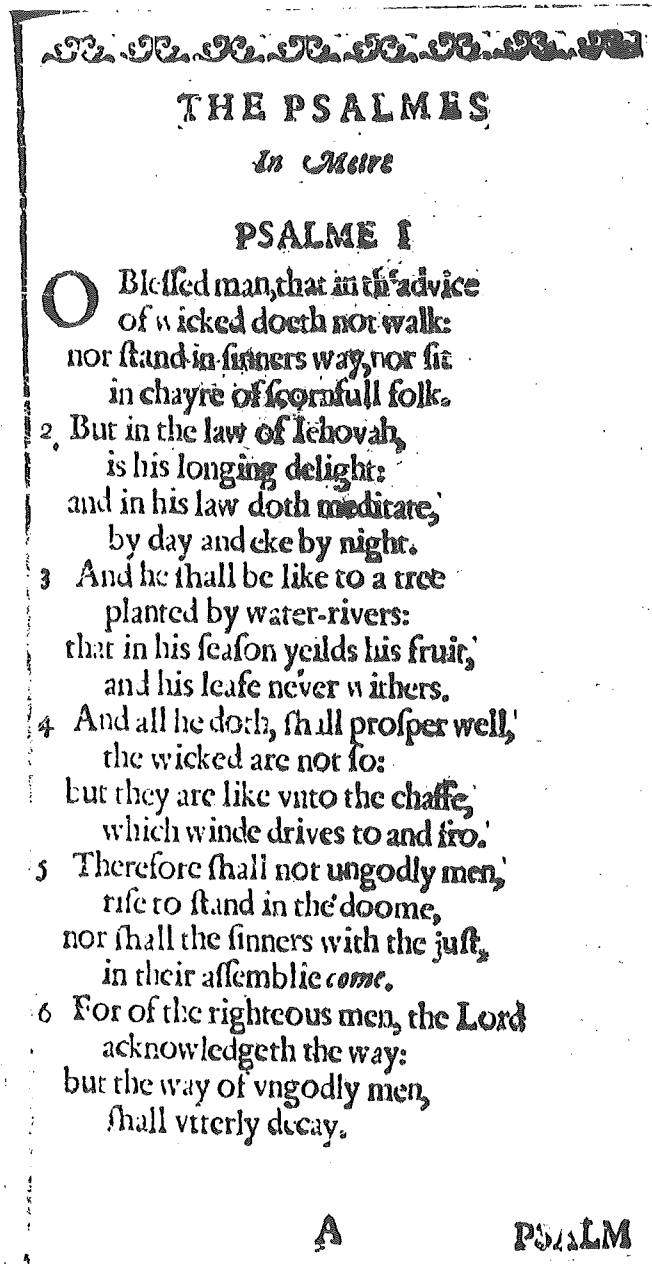 THE PSALMES
In Metre
PSALME I
O Blessed man, that in th'advice
of wicked doeth not walk:
nor stand in sinners way, nor sit
in chayre of scornfull folk.
2 But in the law of Iehovah,
is his longing delight:
and in his law doth meditate,
by day and eke by night.
3 And he shall be like to a tree
planted by water-rivers:
that in his season yeilds his fruit,
and his leafe never withers.
4 And all he doth, shall prosper well,
the wicked are not so:
but they are like vnto the chaffe,
which winde drives to and fro.
5 Therefore shall not ungodly men,
rise to stand in the doome,
nor shall the sinners with the just,
in their assemblie come.
6 For of the righteous men, the Lord
acknowledgeth the way:
but the way of vngodly men,
shall vtterly decay.
A PSALM